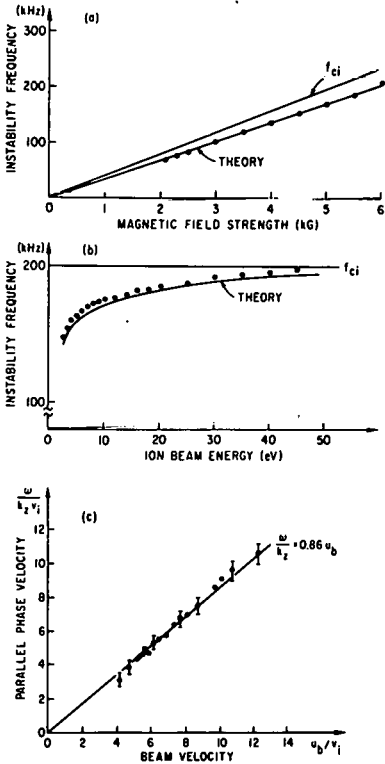 (kHz)
(a)
300
200
100
0
INSTABILITY FREQUENCY
f_ci
THEORY
0 1 2 3 4 5 6
MAGNETIC FIELD STRENGTH (kG)
(kHz)
(b)
200
100
INSTABILITY FREQUENCY
f_ci
THEORY
0 10 20 30 40 50
ION BEAM ENERGY (eV)
ω/k_z v_i
(c)
12
10
8
6
4
2
0
PARALLEL PHASE VELOCITY
ω/k_z = 0.86 u_b
4 6 8 10 12 14 u_b/v_i
BEAM VELOCITY